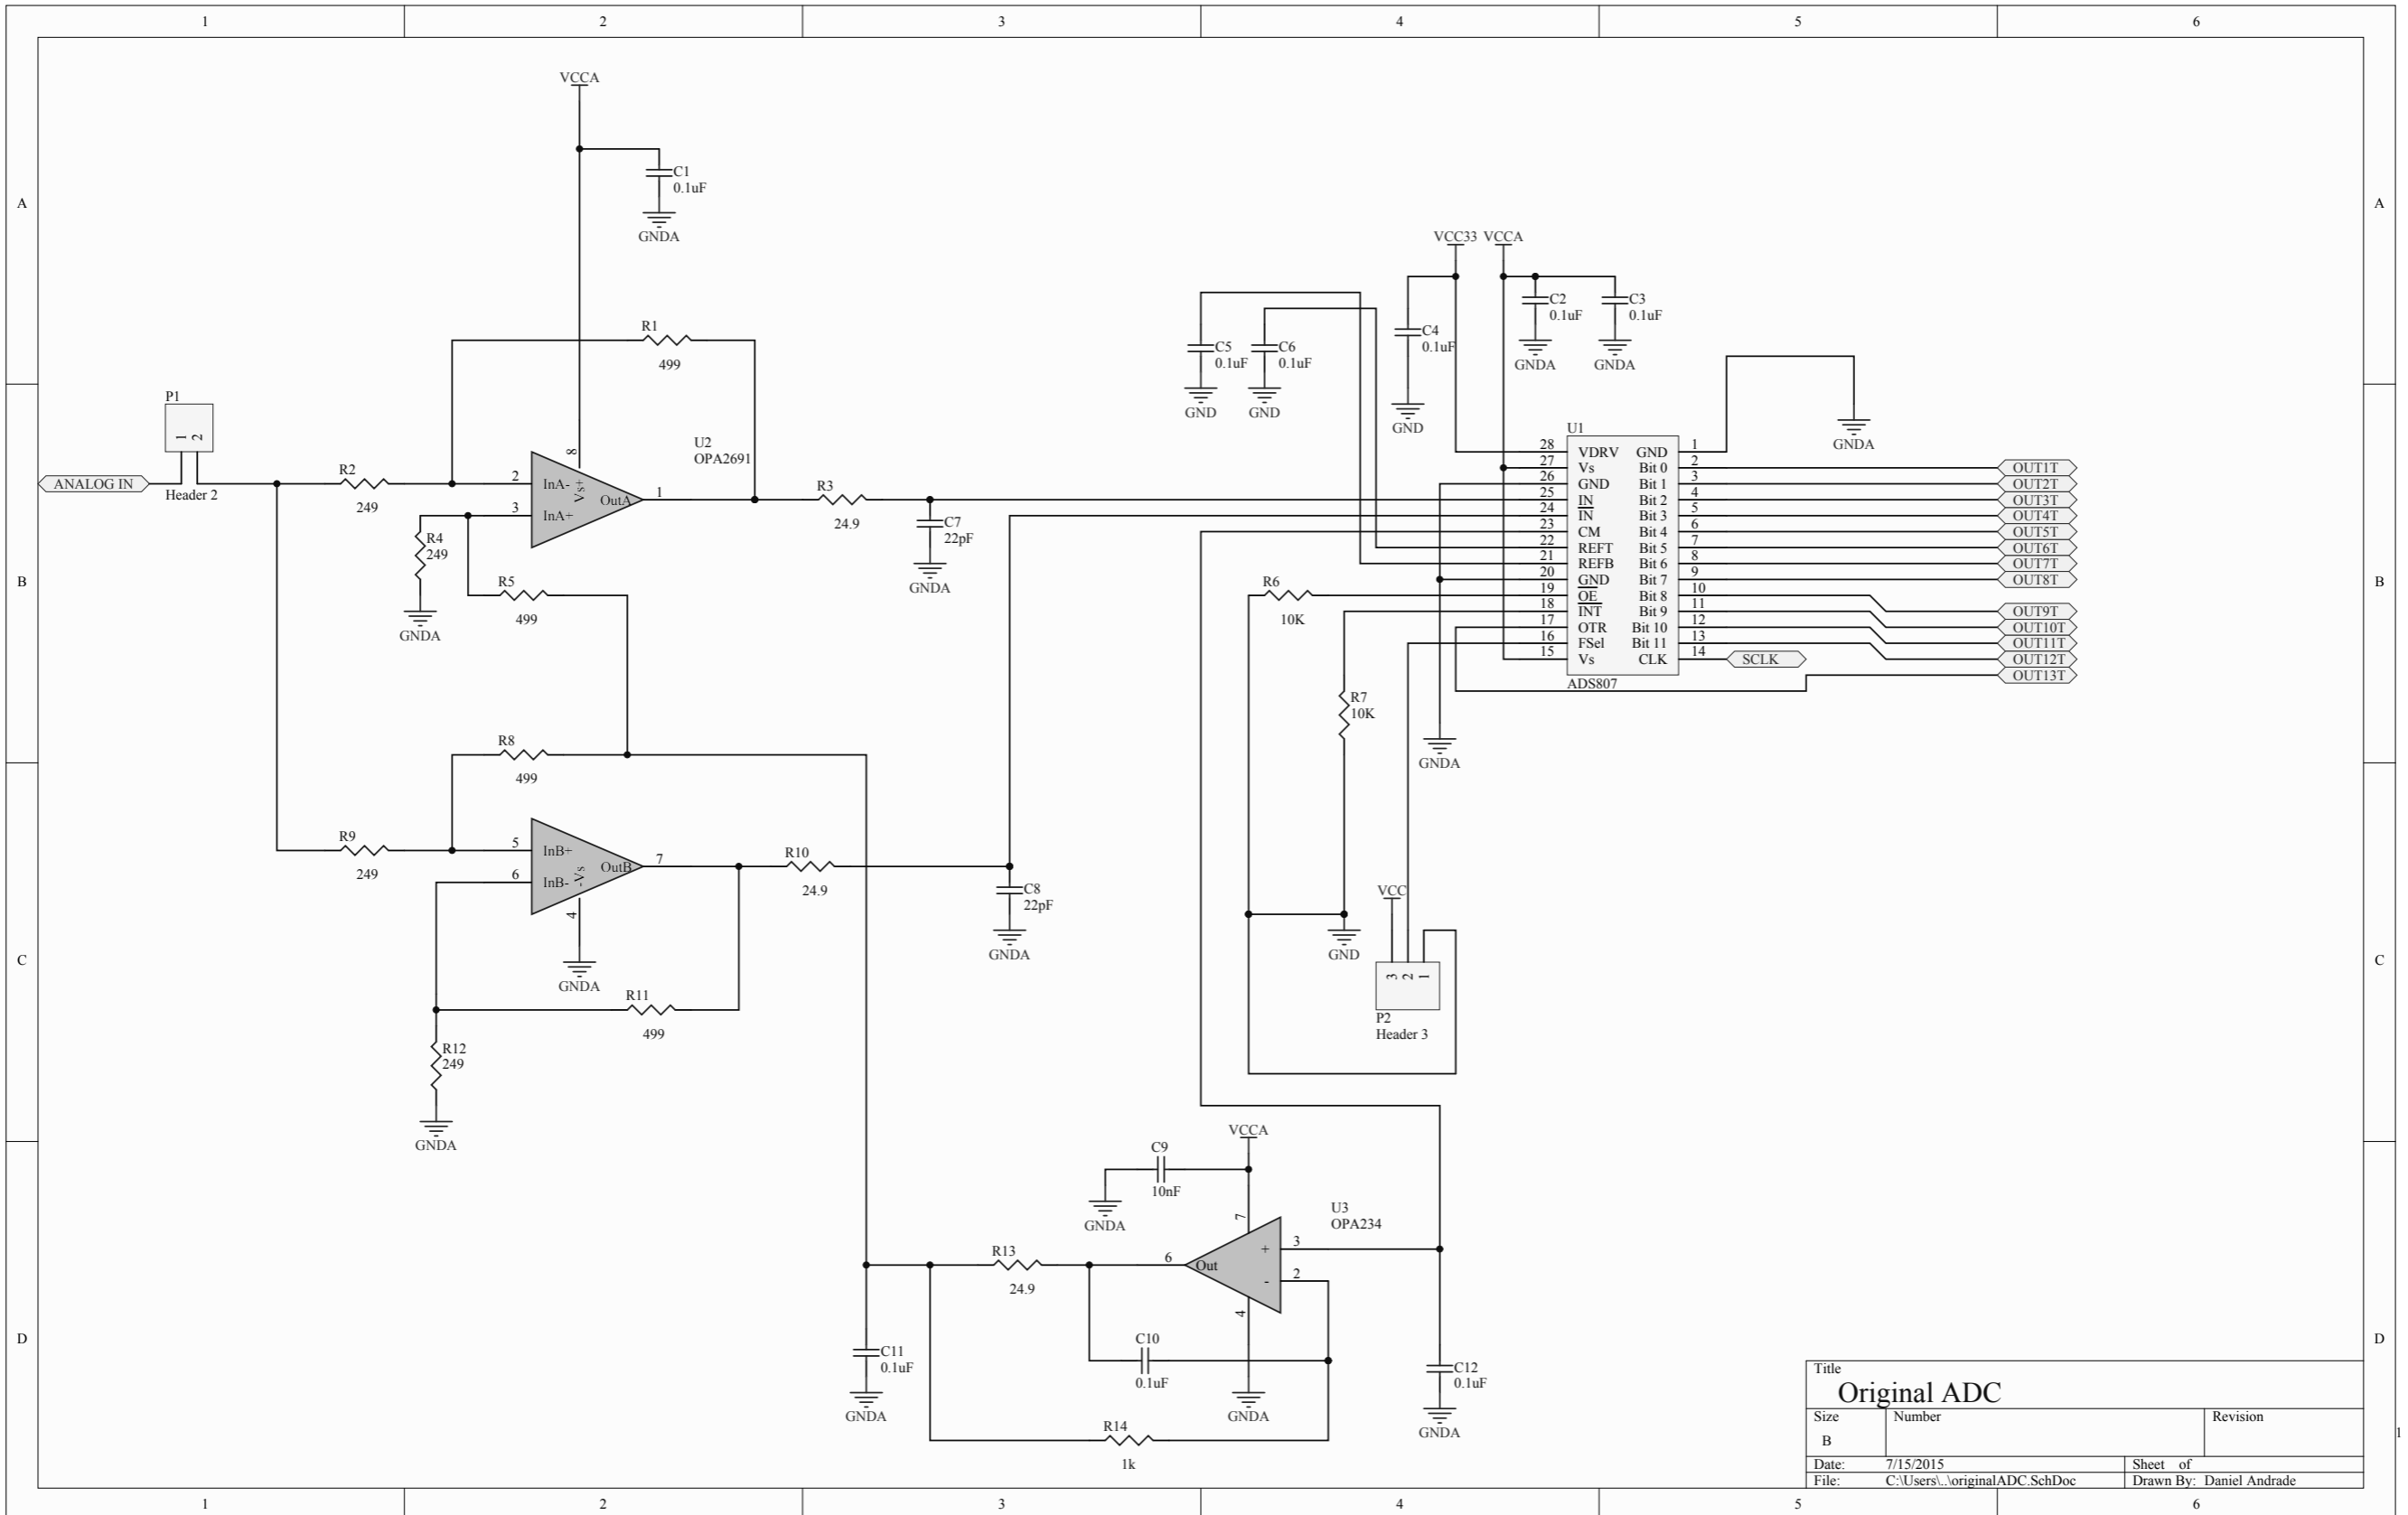 1 2 3 4 5 6
A A
B B
C C
D D
1 2 3 4 5 6
VCCA
C1
0.1uF
GNDA
R1
499
P1
1 2
Header 2
ANALOG IN
R2
249
U2
OPA2691
8
2 InA-
Vs+
OutA 1
3 InA+
R4
249
GNDA
R5
499
R3
24.9
C7
22pF
GNDA
R8
499
R9
249
5 InB+
-Vs
OutB 7
6 InB-
4
GNDA
R10
24.9
C8
22pF
GNDA
R11
499
R12
249
GNDA
C5
0.1uF
GND
C6
0.1uF
GND
VCC33 VCCA
C4
0.1uF
GND
C2
0.1uF
GNDA
C3
0.1uF
GNDA
GNDA
U1
28 VDRV GND 1
27 Vs Bit 0 2 OUT1T
26 GND Bit 1 3 OUT2T
25 IN Bit 2 4 OUT3T
24 IN Bit 3 5 OUT4T
23 CM Bit 4 6 OUT5T
22 REFT Bit 5 7 OUT6T
21 REFB Bit 6 8 OUT7T
20 GND Bit 7 9 OUT8T
19 OE Bit 8 10 OUT9T
18 INT Bit 9 11 OUT10T
17 OTR Bit 10 12 OUT11T
16 FSel Bit 11 13 OUT12T
15 Vs CLK 14 SCLK
OUT13T
ADS807
R6
10K
R7
10K
GNDA
GND
VCC
3 2 1
P2
Header 3
VCCA
C9
10nF
GNDA
U3
OPA234
7
+ 3
6 Out
- 2
4
GNDA
R13
24.9
C10
0.1uF
C11
0.1uF
GNDA
R14
1k
C12
0.1uF
GNDA
Title
Original ADC
Size Number Revision
B
Date: 7/15/2015 Sheet of
File: C:\Users\..\originalADC.SchDoc Drawn By: Daniel Andrade